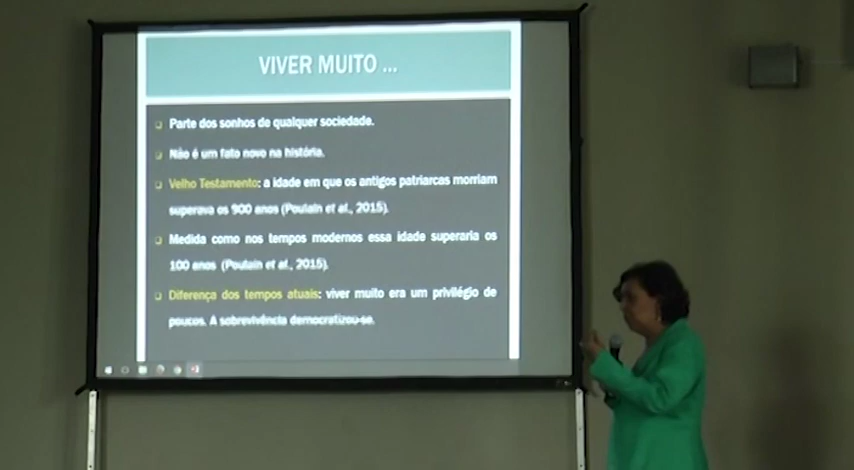 VIVER MUITO ...
Parte dos sonhos de qualquer sociedade.
Não é um fato novo na história.
Velho Testamento: a idade em que os antigos patriarcas morriam
superava os 900 anos (Poulain et al., 2015).
Medida como nos tempos modernos essa idade superaria os
100 anos (Poulain et al., 2015).
Diferença dos tempos atuais: viver muito era um privilégio de
poucos. A sobrevivência democratizou-se.